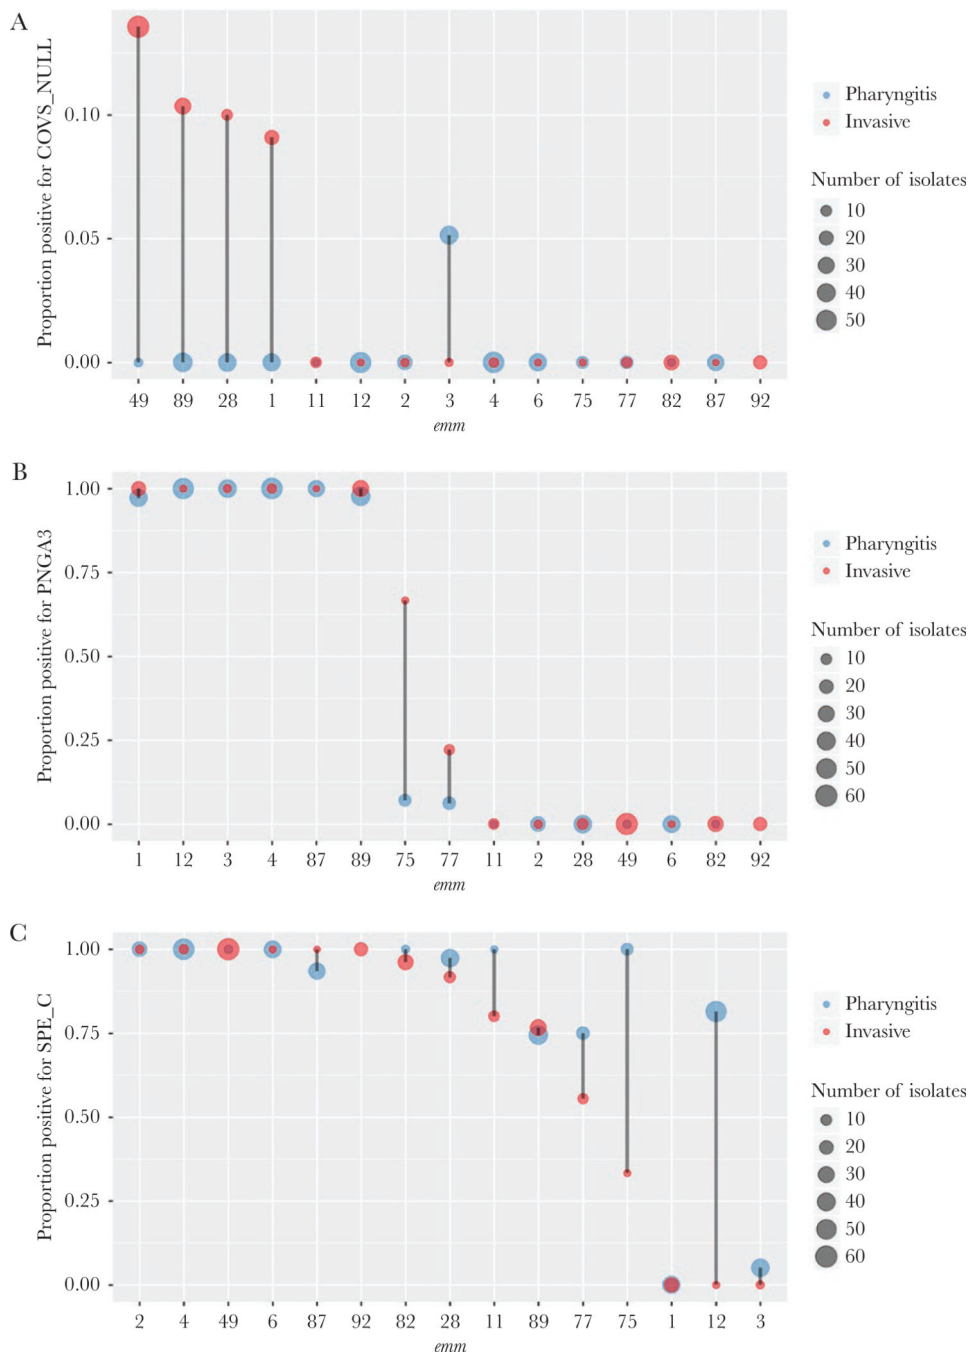 A
Proportion positive for COVS_NULL
0.10
0.05
0.00
49 89 28 1 11 12 2 3 4 6 75 77 82 87 92
emm
Pharyngitis
Invasive
Number of isolates
10
20
30
40
50
B
Proportion positive for PNGA3
1.00
0.75
0.50
0.25
0.00
1 12 3 4 87 89 75 77 11 2 28 49 6 82 92
emm
Pharyngitis
Invasive
Number of isolates
10
20
30
40
50
60
C
Proportion positive for SPE_C
1.00
0.75
0.50
0.25
0.00
2 4 49 6 87 92 82 28 11 89 77 75 1 12 3
emm
Pharyngitis
Invasive
Number of isolates
10
20
30
40
50
60